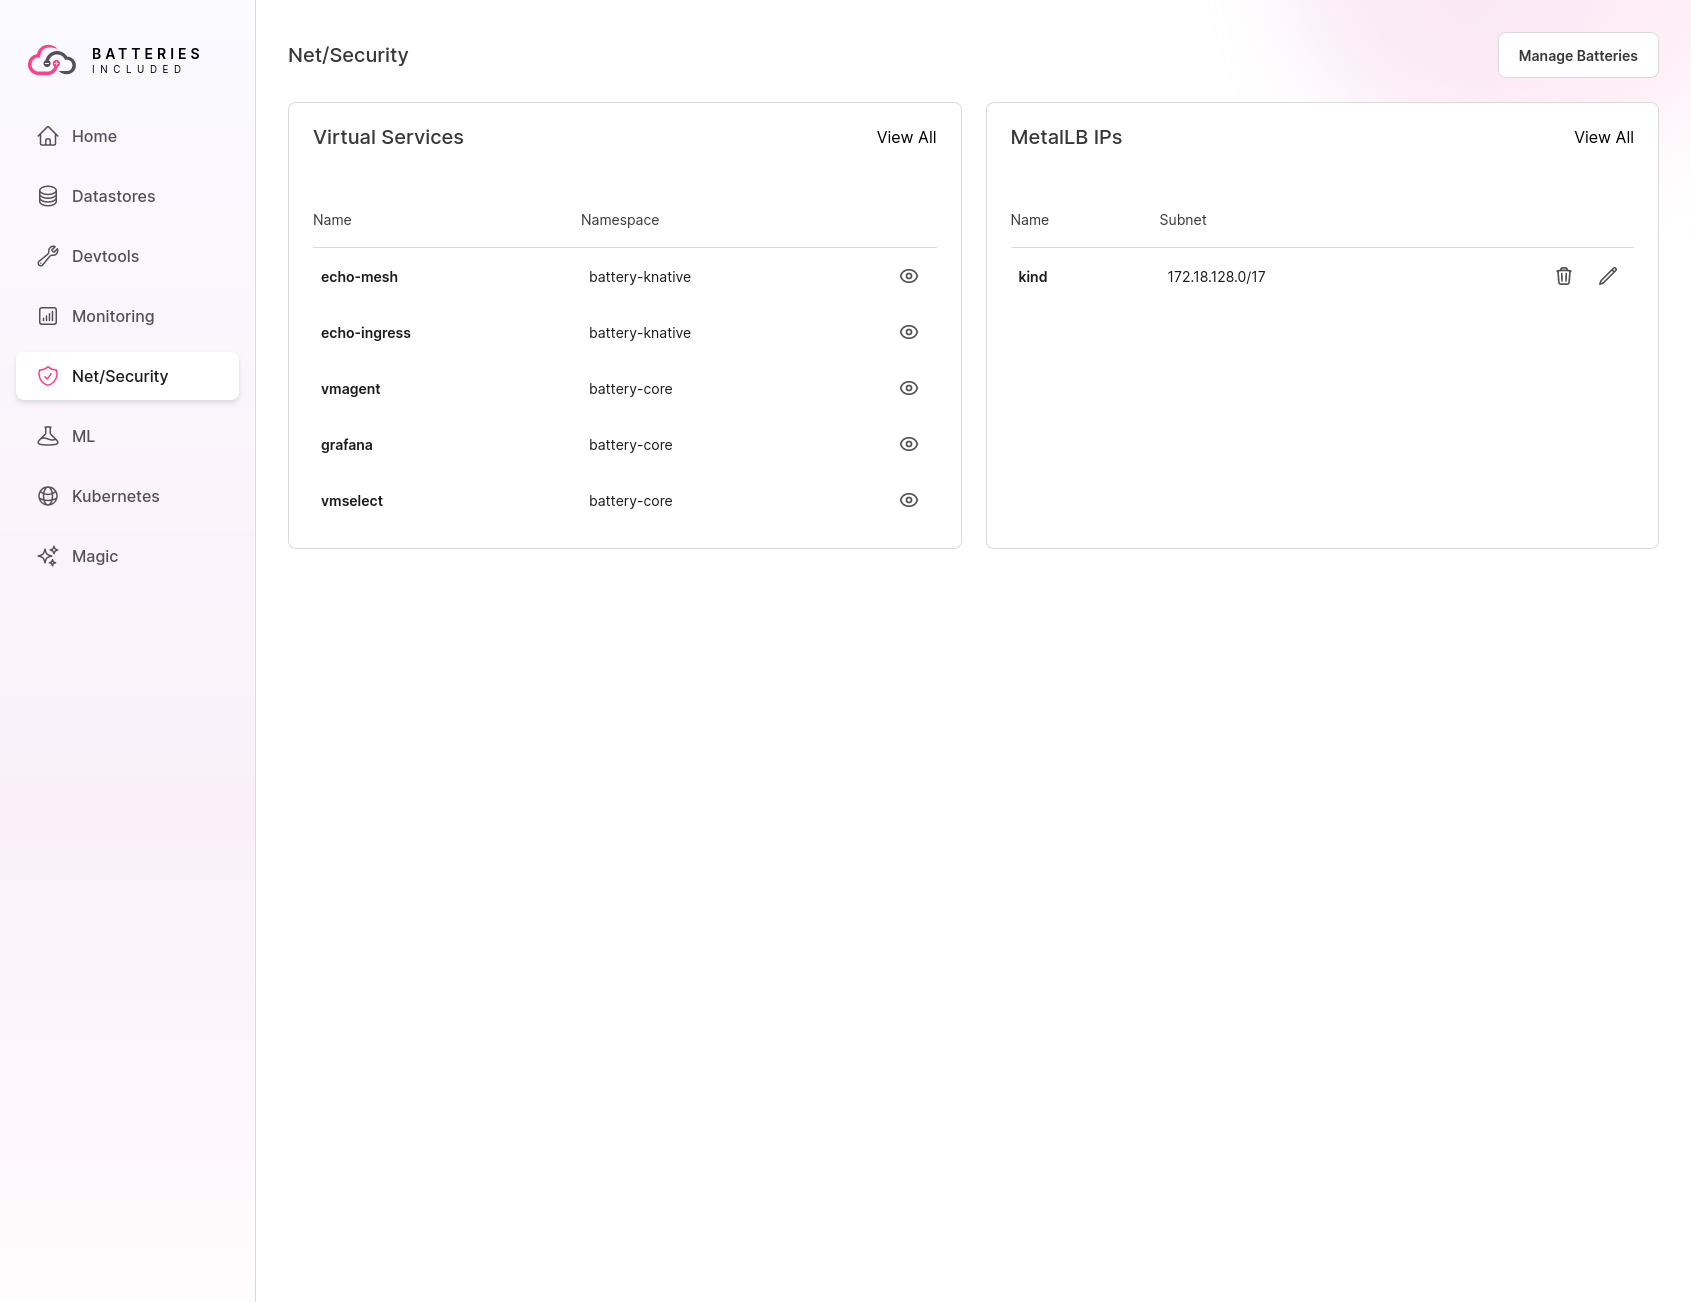 BATTERIES
INCLUDED
Home
Datastores
Devtools
Monitoring
Net/Security
ML
Kubernetes
Magic
Net/Security
Manage Batteries
Virtual Services
View All
Name Namespace
echo-mesh battery-knative
echo-ingress battery-knative
vmagent battery-core
grafana battery-core
vmselect battery-core
MetalLB IPs
View All
Name Subnet
kind 172.18.128.0/17